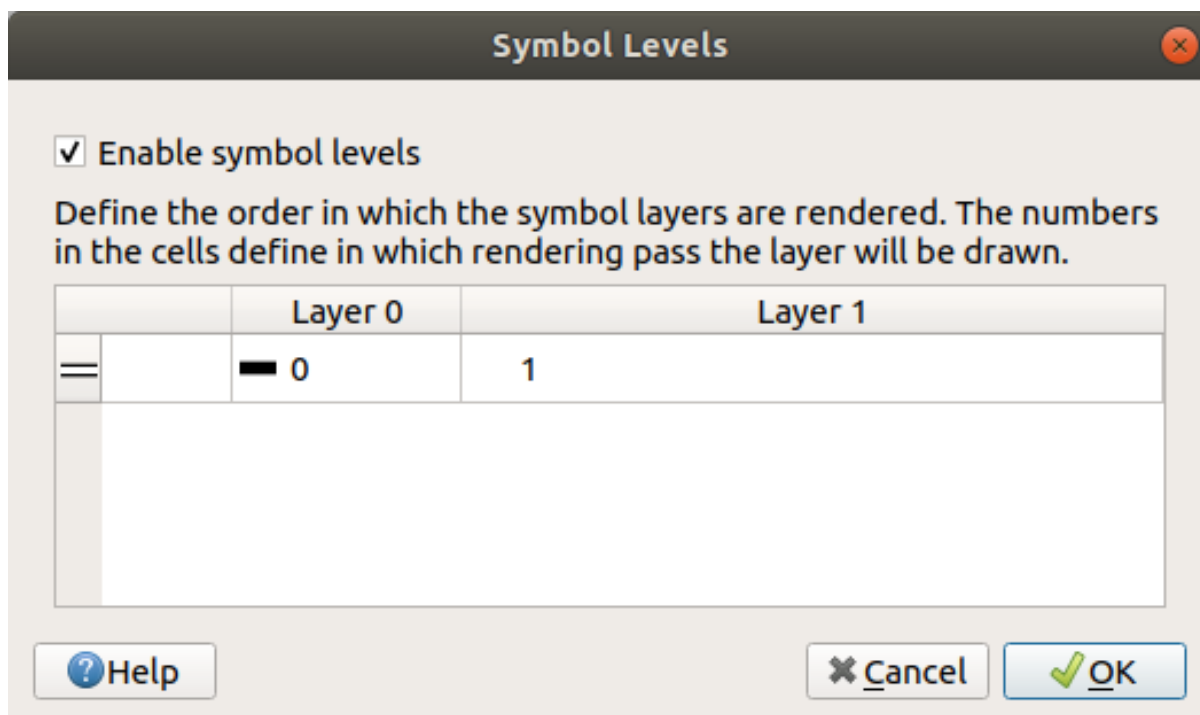 Symbol Levels
Enable symbol levels
Define the order in which the symbol layers are rendered. The numbers
in the cells define in which rendering pass the layer will be drawn.
Layer 0 Layer 1
0 1
Help Cancel OK